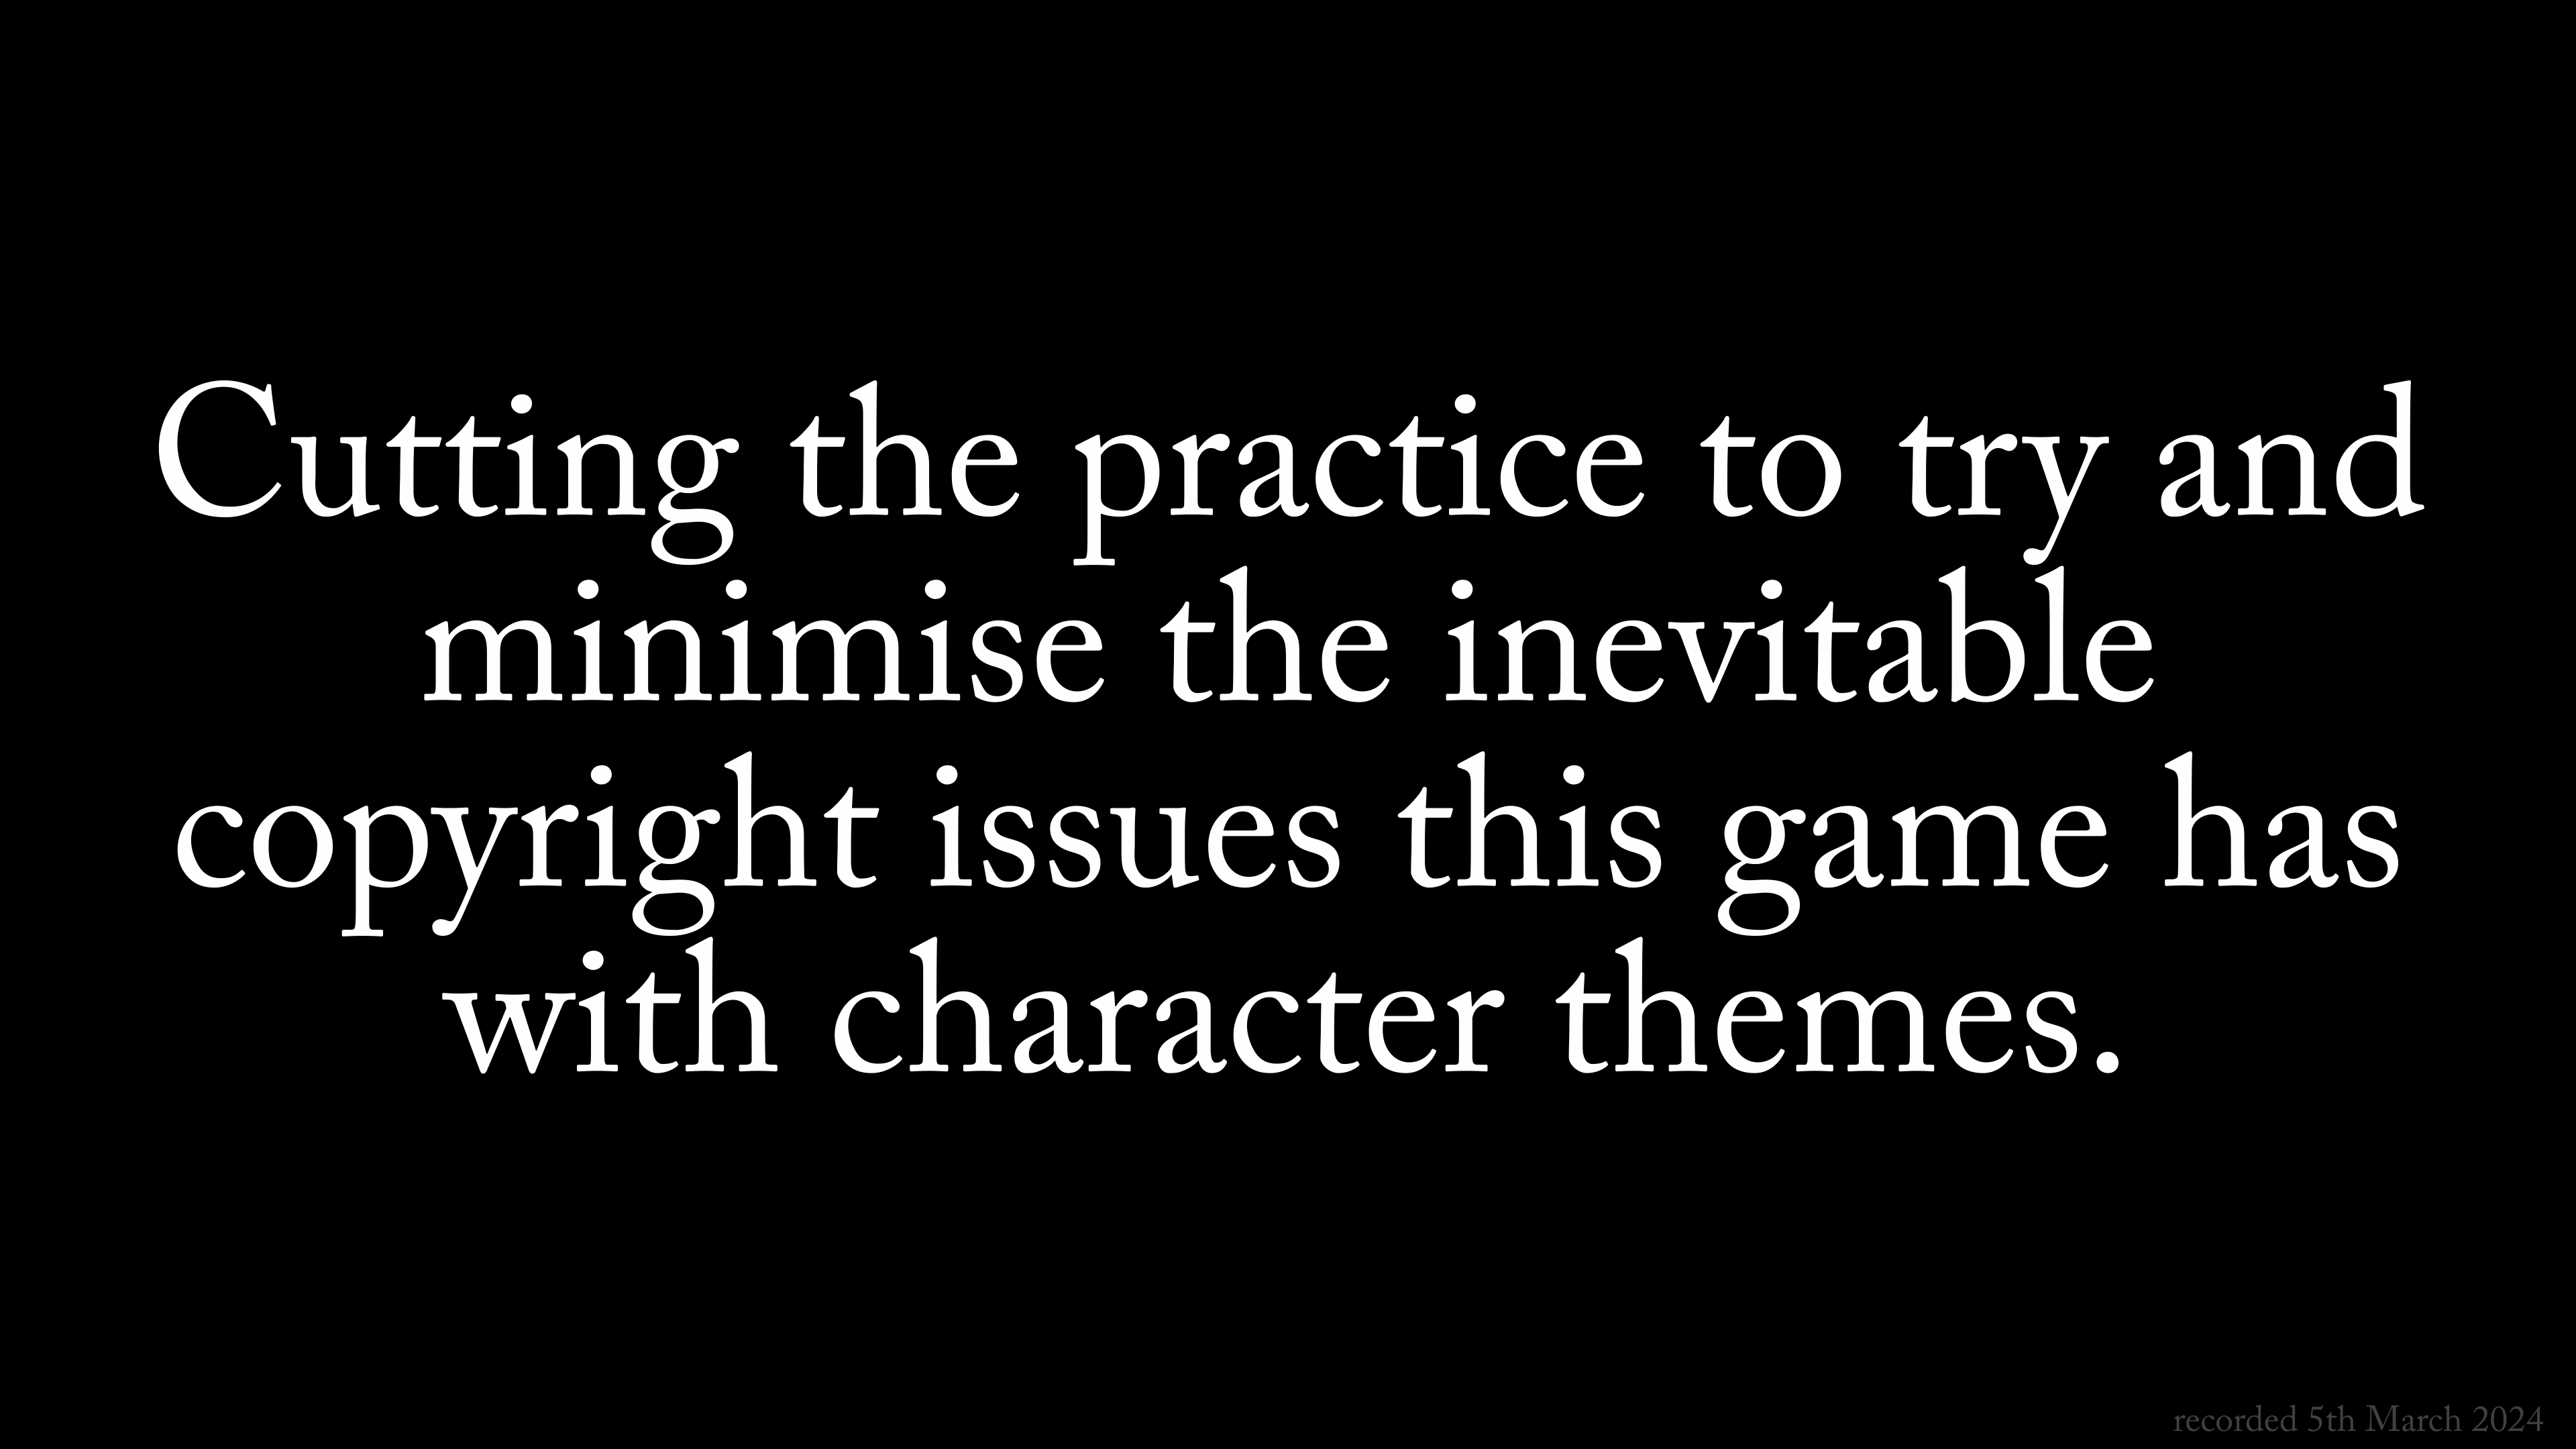 Cutting the practice to try and
minimise the inevitable
copyright issues this game has
with character themes.
recorded 5th March 2024